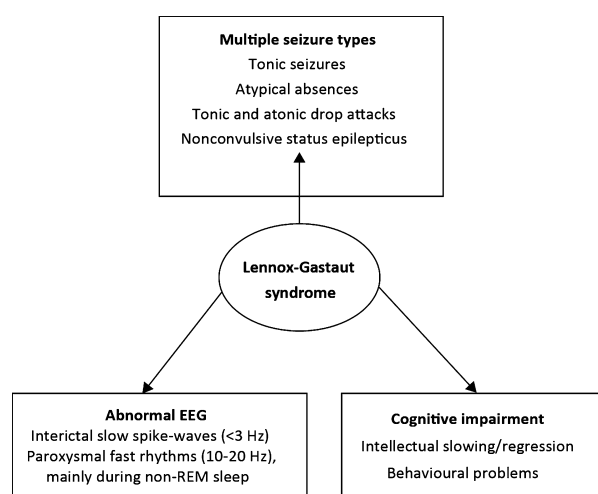 Multiple seizure types
Tonic seizures
Atypical absences
Tonic and atonic drop attacks
Nonconvulsive status epilepticus
Lennox-Gastaut
syndrome
Abnormal EEG
Interictal slow spike-waves (<3 Hz)
Paroxysmal fast rhythms (10-20 Hz),
mainly during non-REM sleep
Cognitive impairment
Intellectual slowing/regression
Behavioural problems